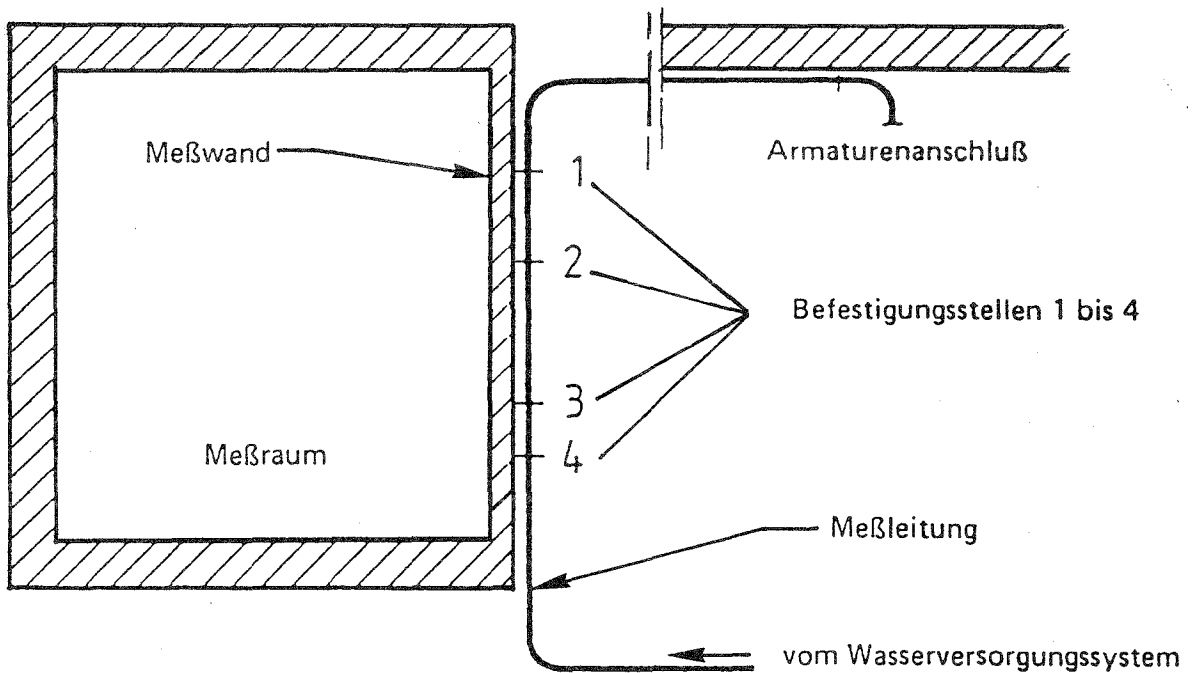 Meßwand
Armaturenanschluß
1
2
Befestigungsstellen 1 bis 4
3
4
Meßraum
Meßleitung
vom Wasserversorgungssystem